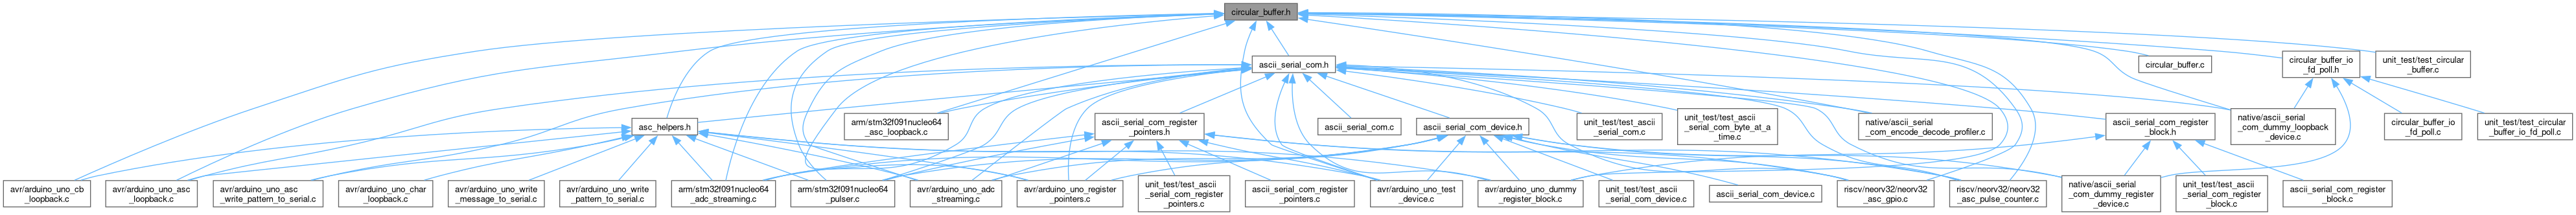 circular_buffer.h
ascii_serial_com.h
circular_buffer.c
circular_buffer_io
_fd_poll.h
unit_test/test_circular
_buffer.c
asc_helpers.h
arm/stm32f091nucleo64
_asc_loopback.c
ascii_serial_com_register
_pointers.h
ascii_serial_com.c
ascii_serial_com_device.h
unit_test/test_ascii
_serial_com.c
unit_test/test_ascii
_serial_com_byte_at_a
_time.c
native/ascii_serial
_com_encode_decode_profiler.c
ascii_serial_com_register
_block.h
native/ascii_serial
_com_dummy_loopback
_device.c
circular_buffer_io
_fd_poll.c
unit_test/test_circular
_buffer_io_fd_poll.c
avr/arduino_uno_cb
_loopback.c
avr/arduino_uno_asc
_loopback.c
avr/arduino_uno_asc
_write_pattern_to_serial.c
avr/arduino_uno_char
_loopback.c
avr/arduino_uno_write
_message_to_serial.c
avr/arduino_uno_write
_pattern_to_serial.c
arm/stm32f091nucleo64
_adc_streaming.c
arm/stm32f091nucleo64
_pulser.c
avr/arduino_uno_adc
_streaming.c
avr/arduino_uno_register
_pointers.c
unit_test/test_ascii
_serial_com_register
_pointers.c
ascii_serial_com_register
_pointers.c
avr/arduino_uno_test
_device.c
avr/arduino_uno_dummy
_register_block.c
unit_test/test_ascii
_serial_com_device.c
ascii_serial_com_device.c
riscv/neorv32/neorv32
_asc_gpio.c
riscv/neorv32/neorv32
_asc_pulse_counter.c
native/ascii_serial
_com_dummy_register
_device.c
unit_test/test_ascii
_serial_com_register
_block.c
ascii_serial_com_register
_block.c